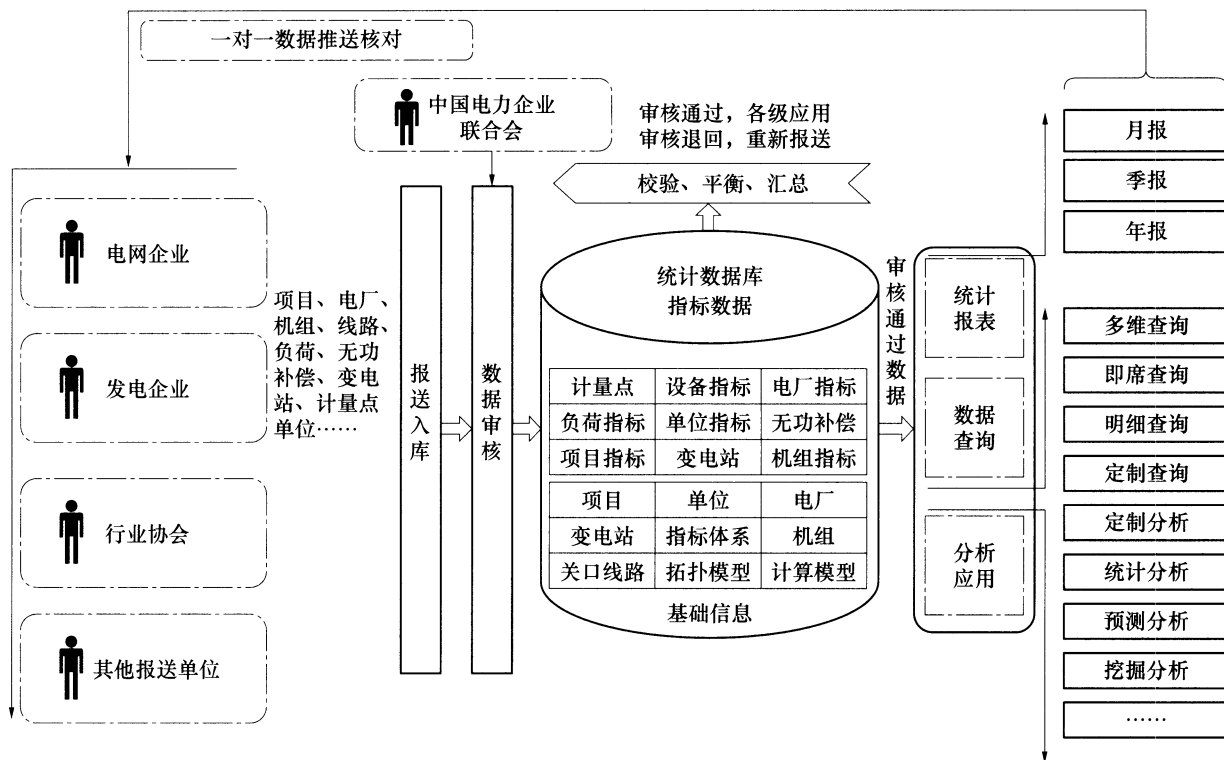 一对一数据推送核对
中国电力企业
联合会
审核通过，各级应用
审核退回，重新报送
校验、平衡、汇总
电网企业
发电企业
行业协会
其他报送单位
项目、电厂、
机组、线路、
负荷、无功
补偿、变电
站、计量点
单位……
报送入库
数据审核
统计数据库
指标数据
计量点 设备指标 电厂指标
负荷指标 单位指标 无功补偿
项目指标 变电站 机组指标
项目 单位 电厂
变电站 指标体系 机组
关口线路 拓扑模型 计算模型
基础信息
审核通过数据
统计
报表
数据
查询
分析
应用
月报
季报
年报
多维查询
即席查询
明细查询
定制查询
定制分析
统计分析
预测分析
挖掘分析
……